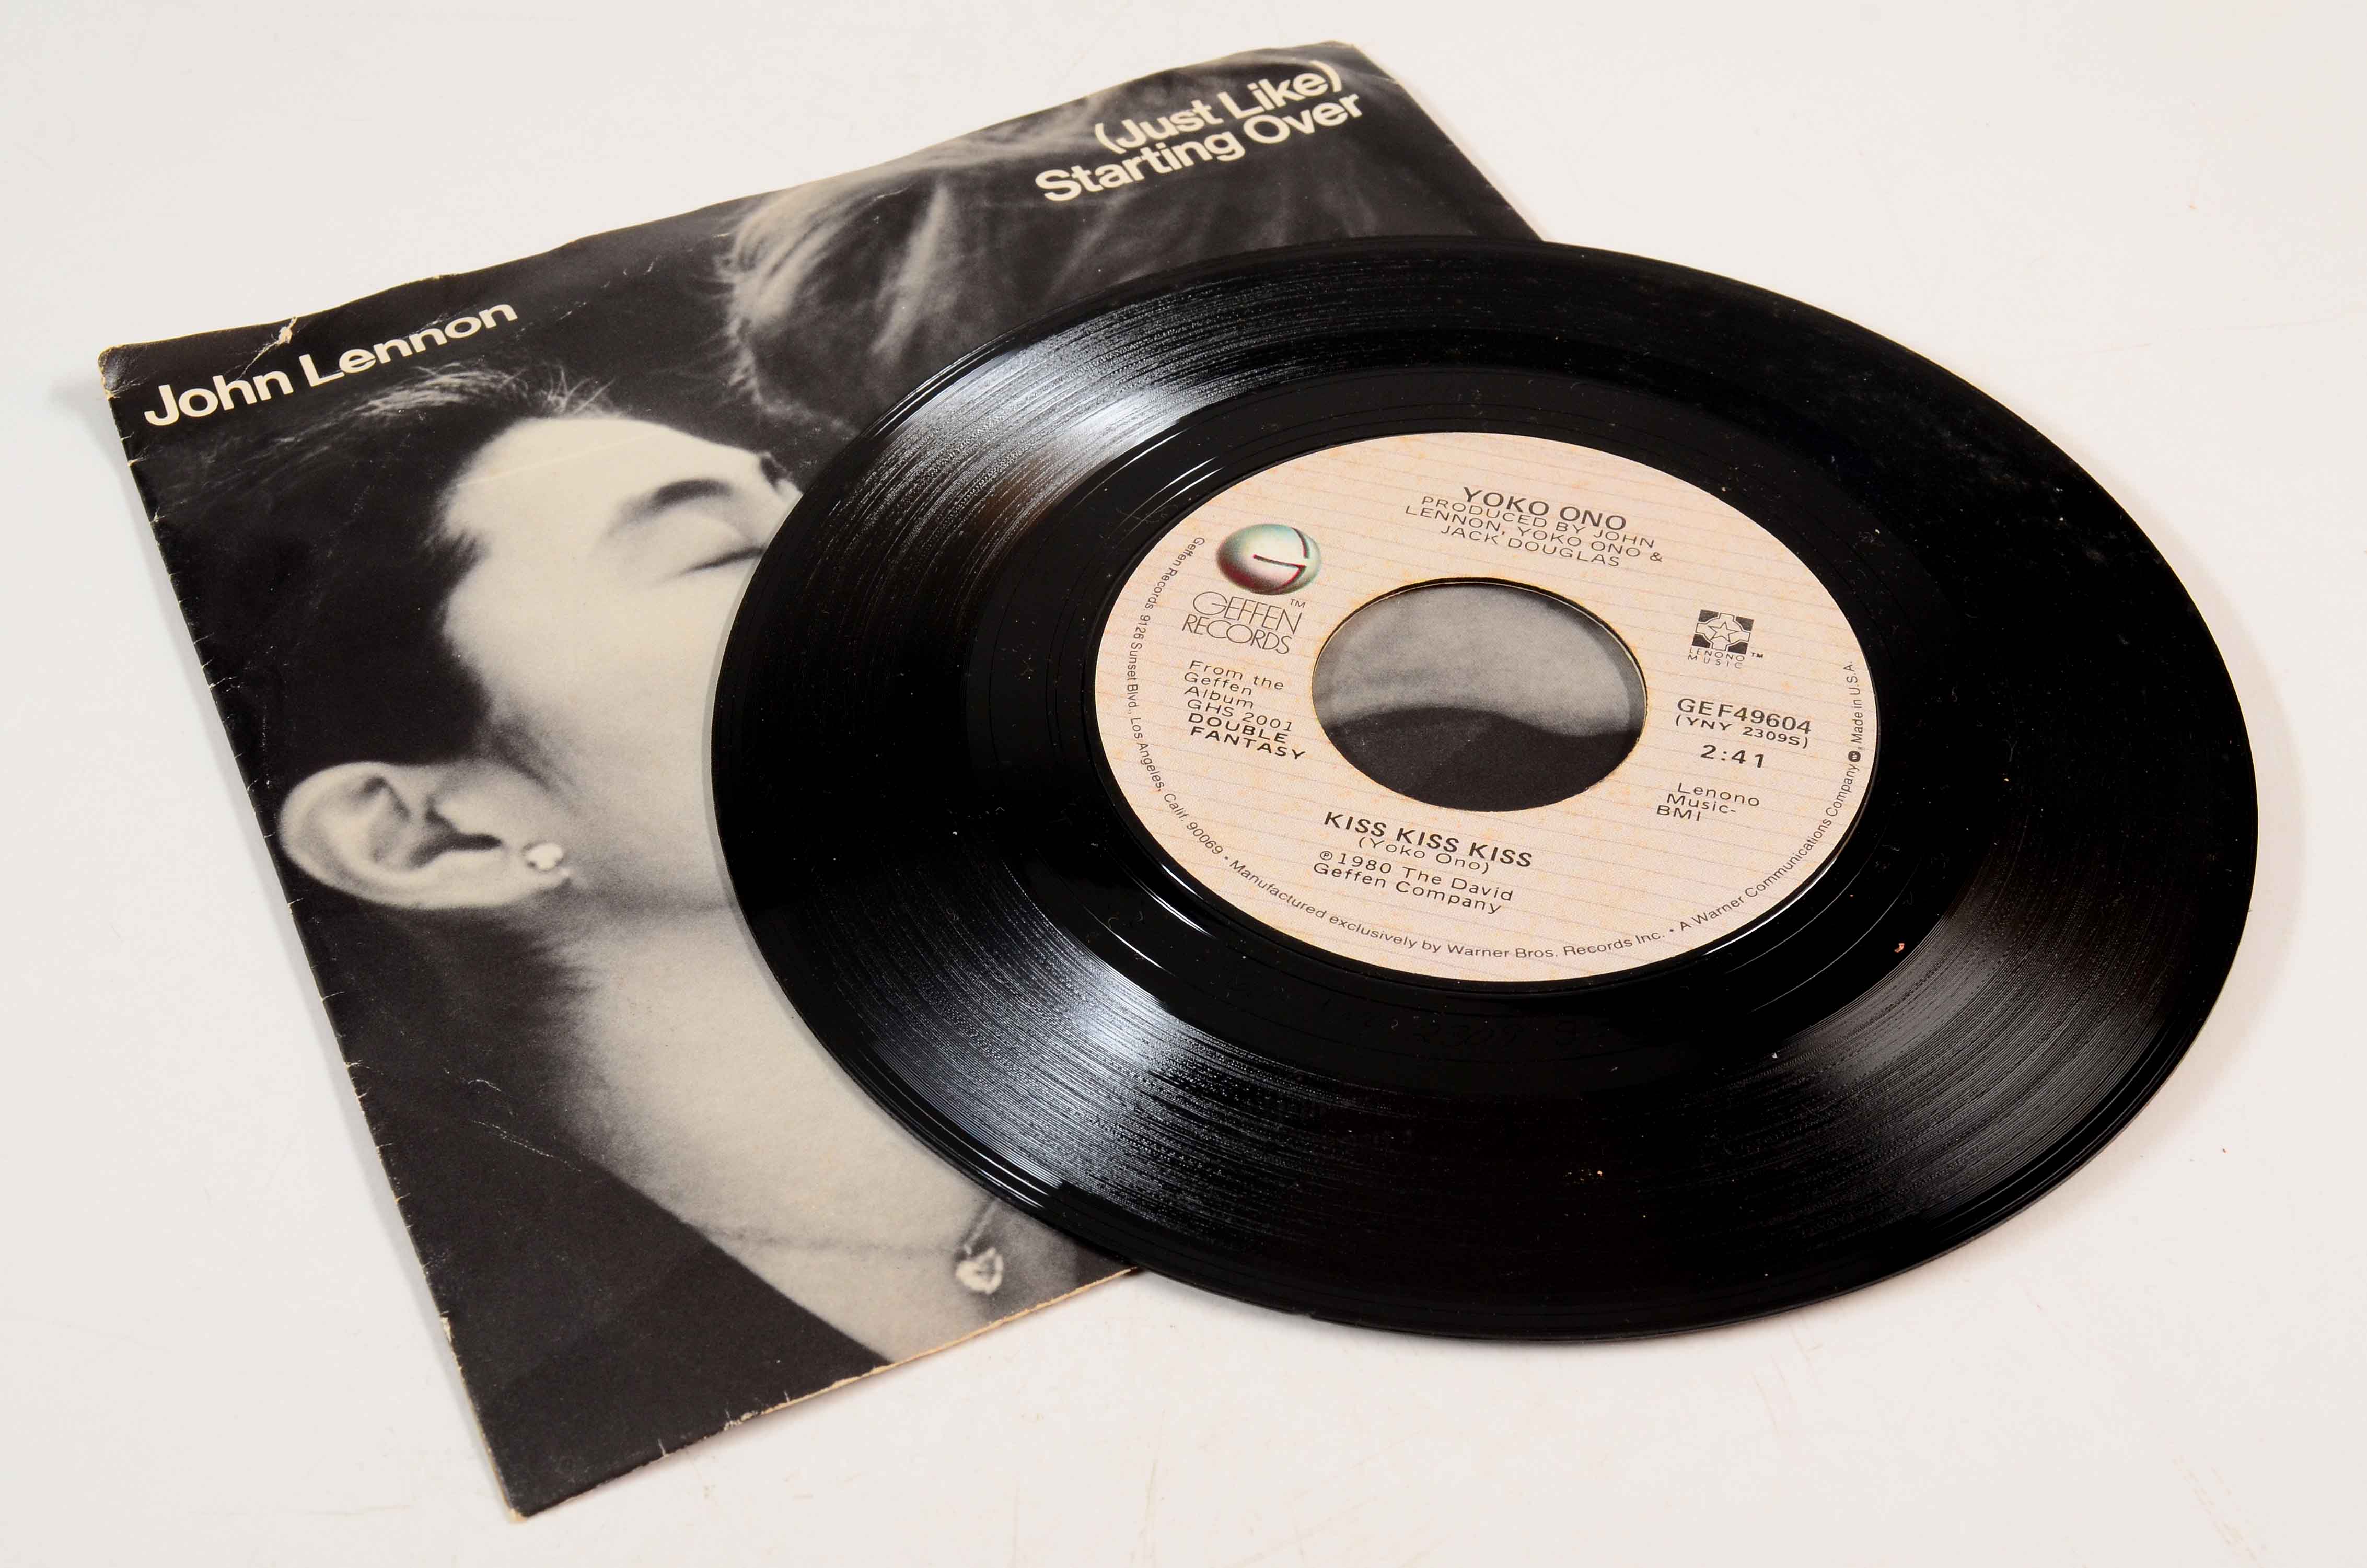 (Just Like)
Starting Over
John Lennon
YOKO ONO
PRODUCED BY JOHN
LENNON, YOKO ONO &
JACK DOUGLAS
GEFFEN ™
RECORDS
From the
Geffen
Album
GHS 2001
DOUBLE
FANTASY
LENONO ™
MUSIC
GEF49604
(YNY 2309S)
2:41
Lenono
Music-
BMI
KISS KISS KISS
(Yoko Ono)
℗1980 The David
Geffen Company
Geffen Records, 9126 Sunset Blvd., Los Angeles, Calif. 90069 • Manufactured exclusively by Warner Bros. Records Inc. • A Warner Communications Company, Made in U.S.A.